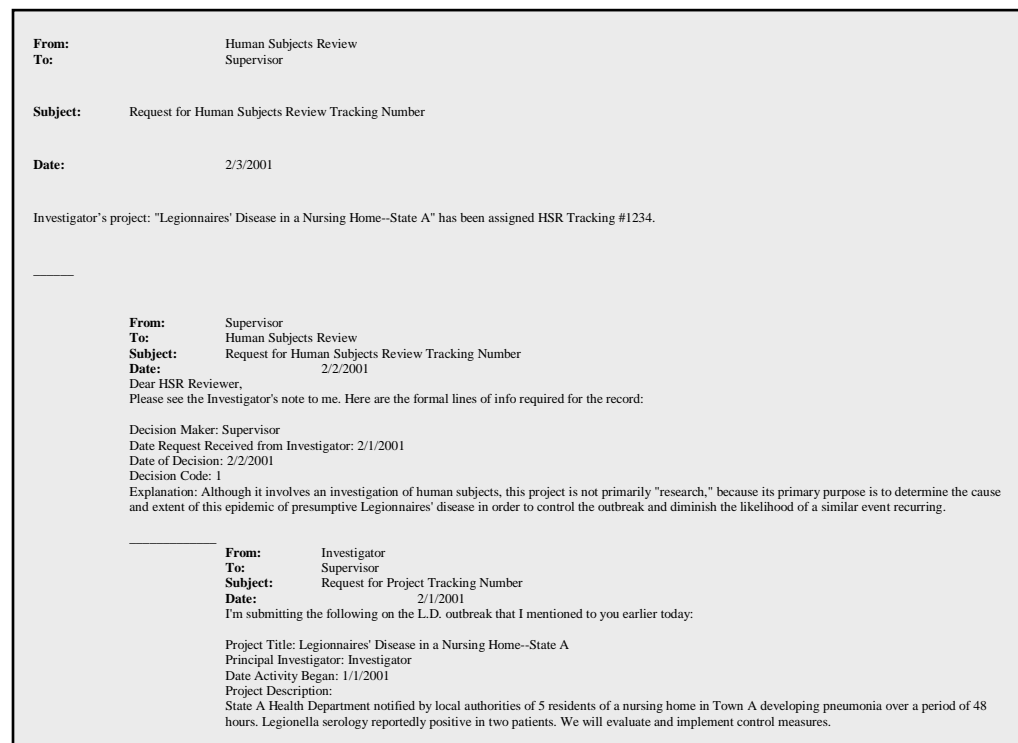 From: Human Subjects Review
To: Supervisor
Subject: Request for Human Subjects Review Tracking Number
Date: 2/3/2001
Investigator’s project: "Legionnaires' Disease in a Nursing Home--State A" has been assigned HSR Tracking #1234.
______
From: Supervisor
To: Human Subjects Review
Subject: Request for Human Subjects Review Tracking Number
Date: 2/2/2001
Dear HSR Reviewer,
Please see the Investigator's note to me. Here are the formal lines of info required for the record:
Decision Maker: Supervisor
Date Request Received from Investigator: 2/1/2001
Date of Decision: 2/2/2001
Decision Code: 1
Explanation: Although it involves an investigation of human subjects, this project is not primarily "research," because its primary purpose is to determine the cause
and extent of this epidemic of presumptive Legionnaires' disease in order to control the outbreak and diminish the likelihood of a similar event recurring.
_____________
From: Investigator
To: Supervisor
Subject: Request for Project Tracking Number
Date: 2/1/2001
I'm submitting the following on the L.D. outbreak that I mentioned to you earlier today:
Project Title: Legionnaires' Disease in a Nursing Home--State A
Principal Investigator: Investigator
Date Activity Began: 1/1/2001
Project Description:
State A Health Department notified by local authorities of 5 residents of a nursing home in Town A developing pneumonia over a period of 48
hours. Legionella serology reportedly positive in two patients. We will evaluate and implement control measures.